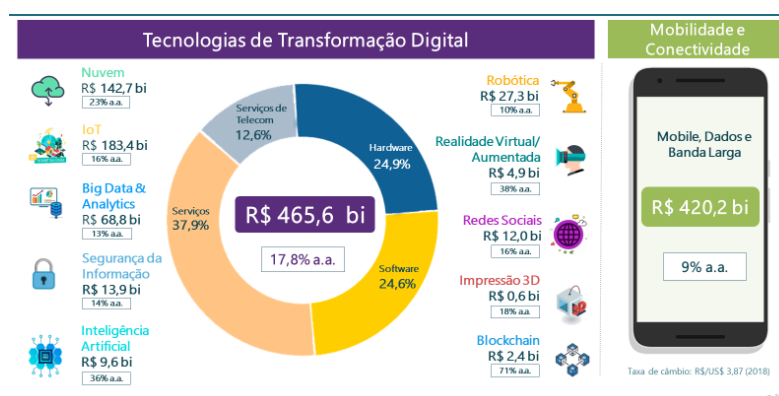 Tecnologias de Transformação Digital
Nuvem
R$ 142,7 bi
23% a.a.
IoT
R$ 183,4 bi
16% a.a.
Big Data &
Analytics
R$ 68,8 bi
13% a.a.
Segurança da
Informação
R$ 13,9 bi
14% a.a.
Inteligência
Artificial
R$ 9,6 bi
36% a.a.
Serviços de
Telecom
12,6%
Hardware
24,9%
Serviços
37,9%
Software
24,6%
R$ 465,6 bi
17,8% a.a.
Robótica
R$ 27,3 bi
10% a.a.
Realidade Virtual/
Aumentada
R$ 4,9 bi
38% a.a.
Redes Sociais
R$ 12,0 bi
16% a.a.
Impressão 3D
R$ 0,6 bi
18% a.a.
Blockchain
R$ 2,4 bi
71% a.a.
Mobilidade e
Conectividade
Mobile, Dados e
Banda Larga
R$ 420,2 bi
9% a.a.
Taxa de câmbio: R$/US$ 3,87 (2018)